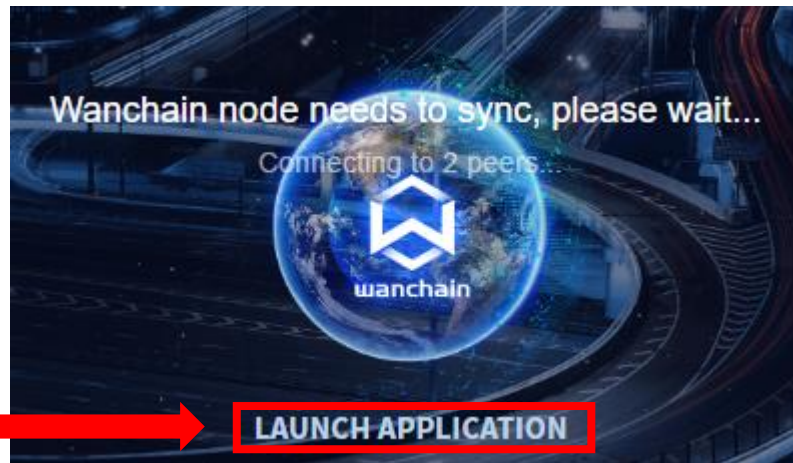 Wanchain node needs to sync, please wait...
Connecting to 2 peers...
wanchain
LAUNCH APPLICATION